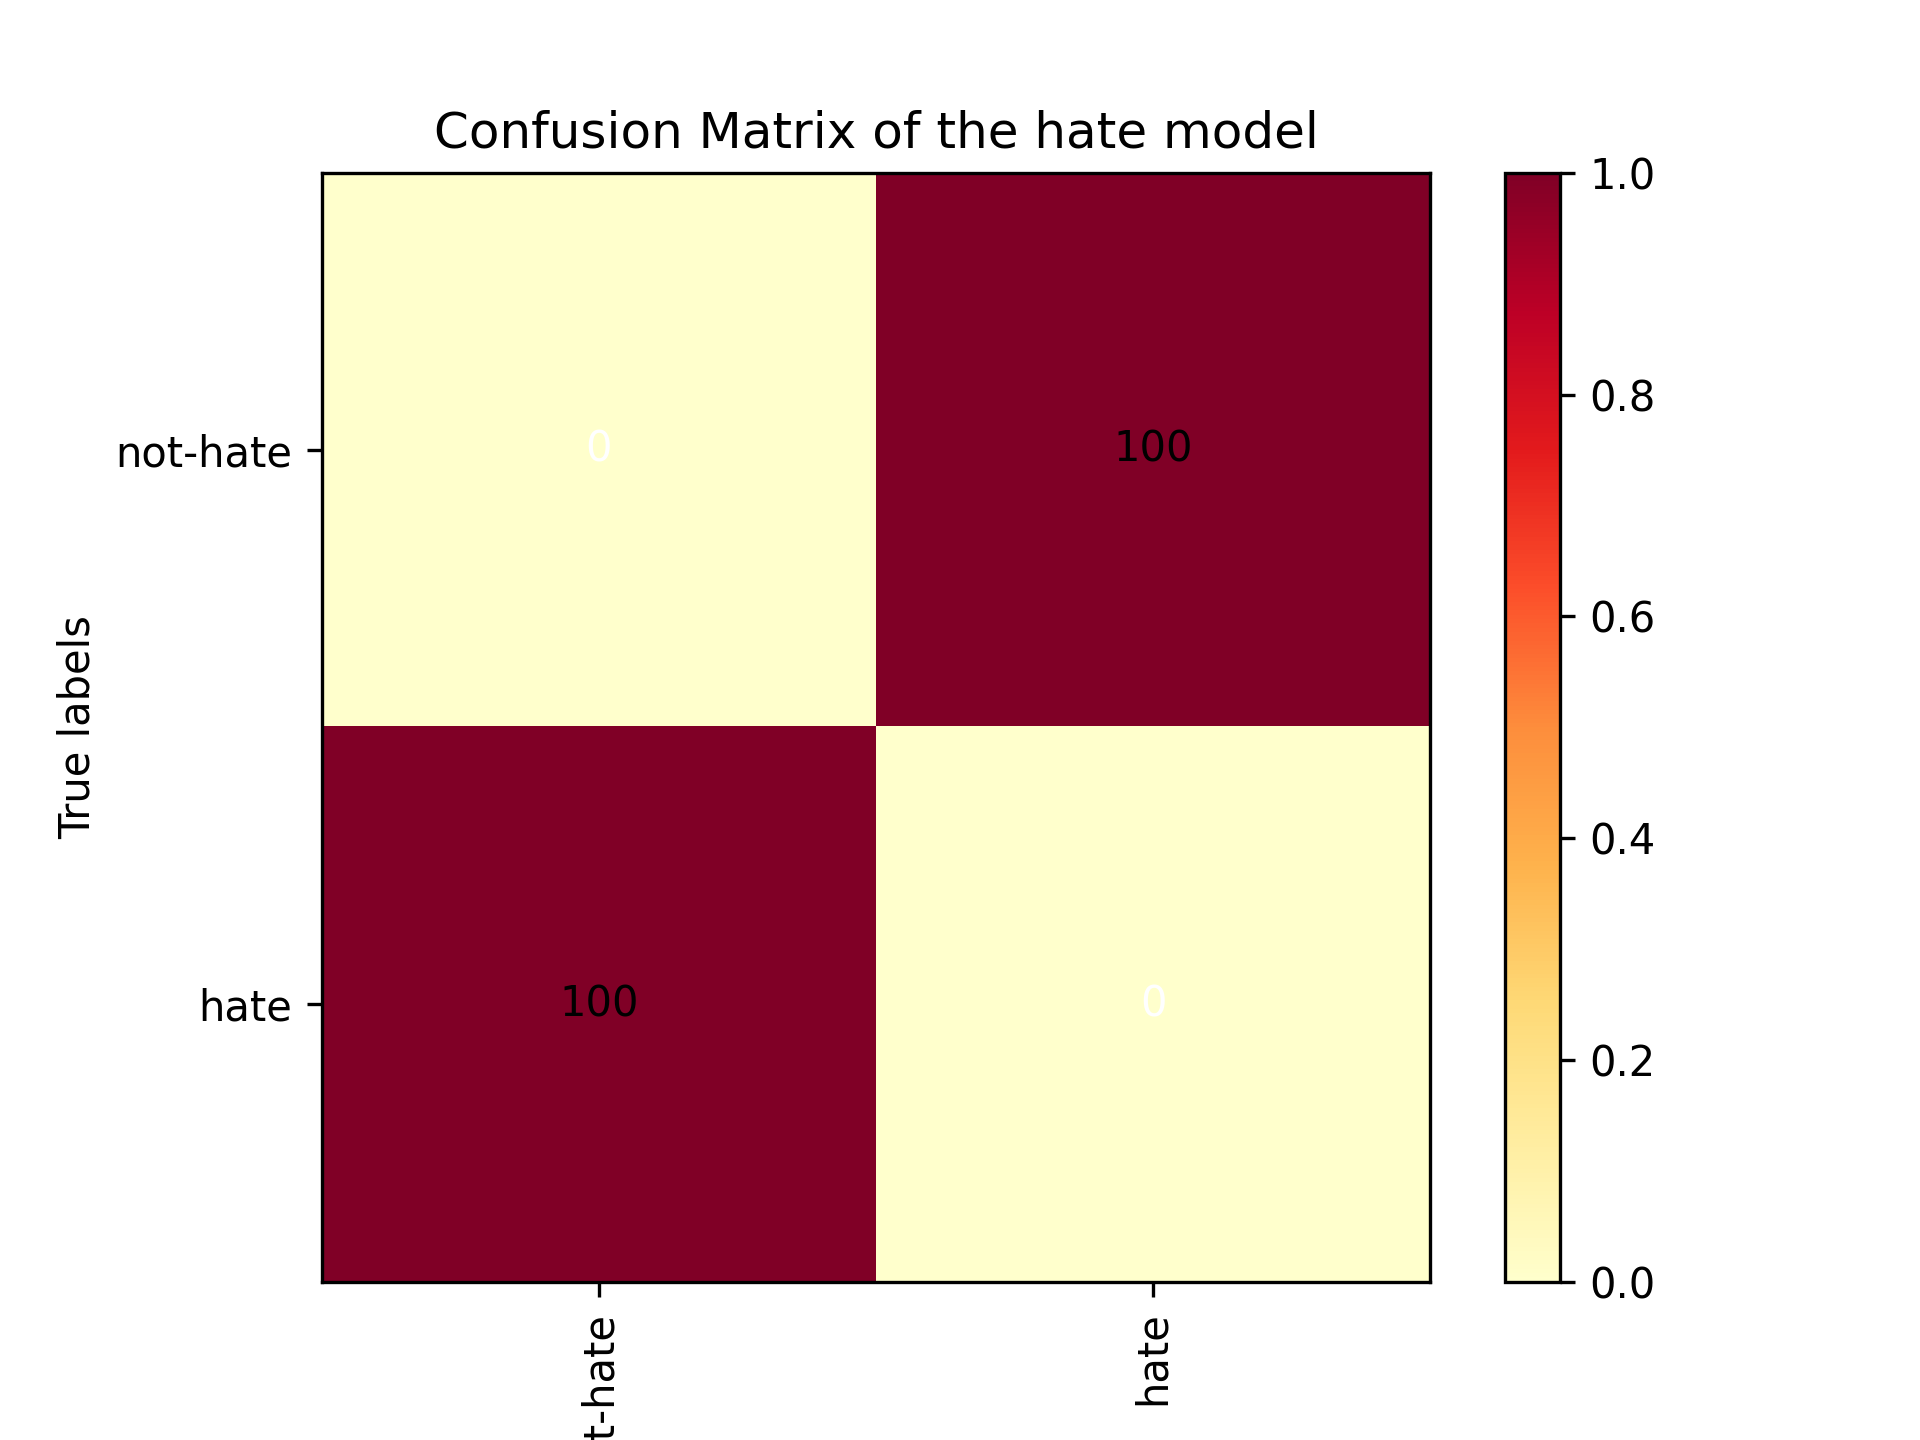 Confusion Matrix of the hate model
True labels
not-hate
hate
0
100
100
0
t-hate
hate
1.0
0.8
0.6
0.4
0.2
0.0